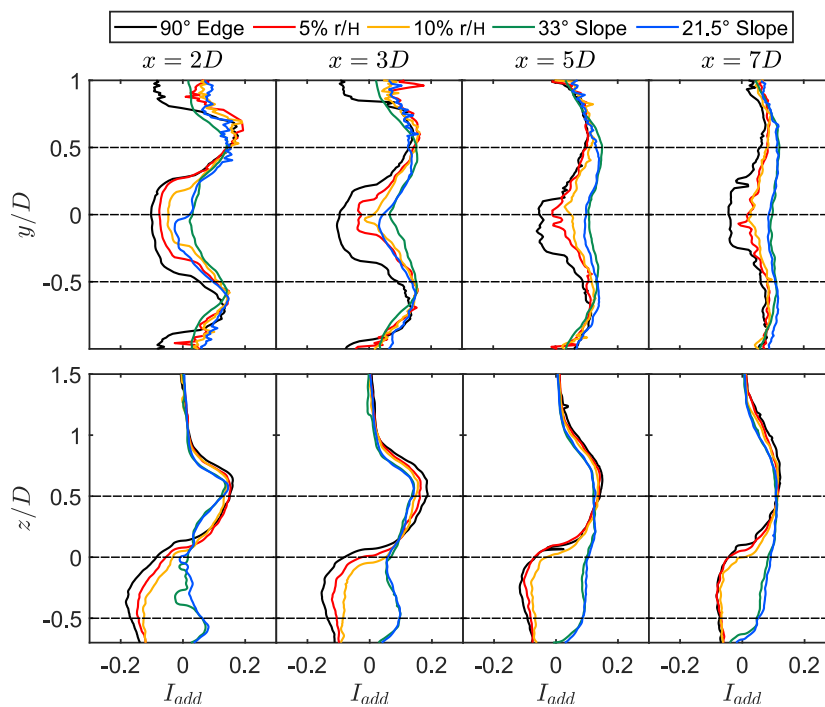 90° Edge 5% r/H 10% r/H 33° Slope 21.5° Slope
x = 2D x = 3D x = 5D x = 7D
1
0.5
0
-0.5
y/D
1.5
1
0.5
0
-0.5
z/D
-0.2 0 0.2 -0.2 0 0.2 -0.2 0 0.2 -0.2 0 0.2
I_add I_add I_add I_add